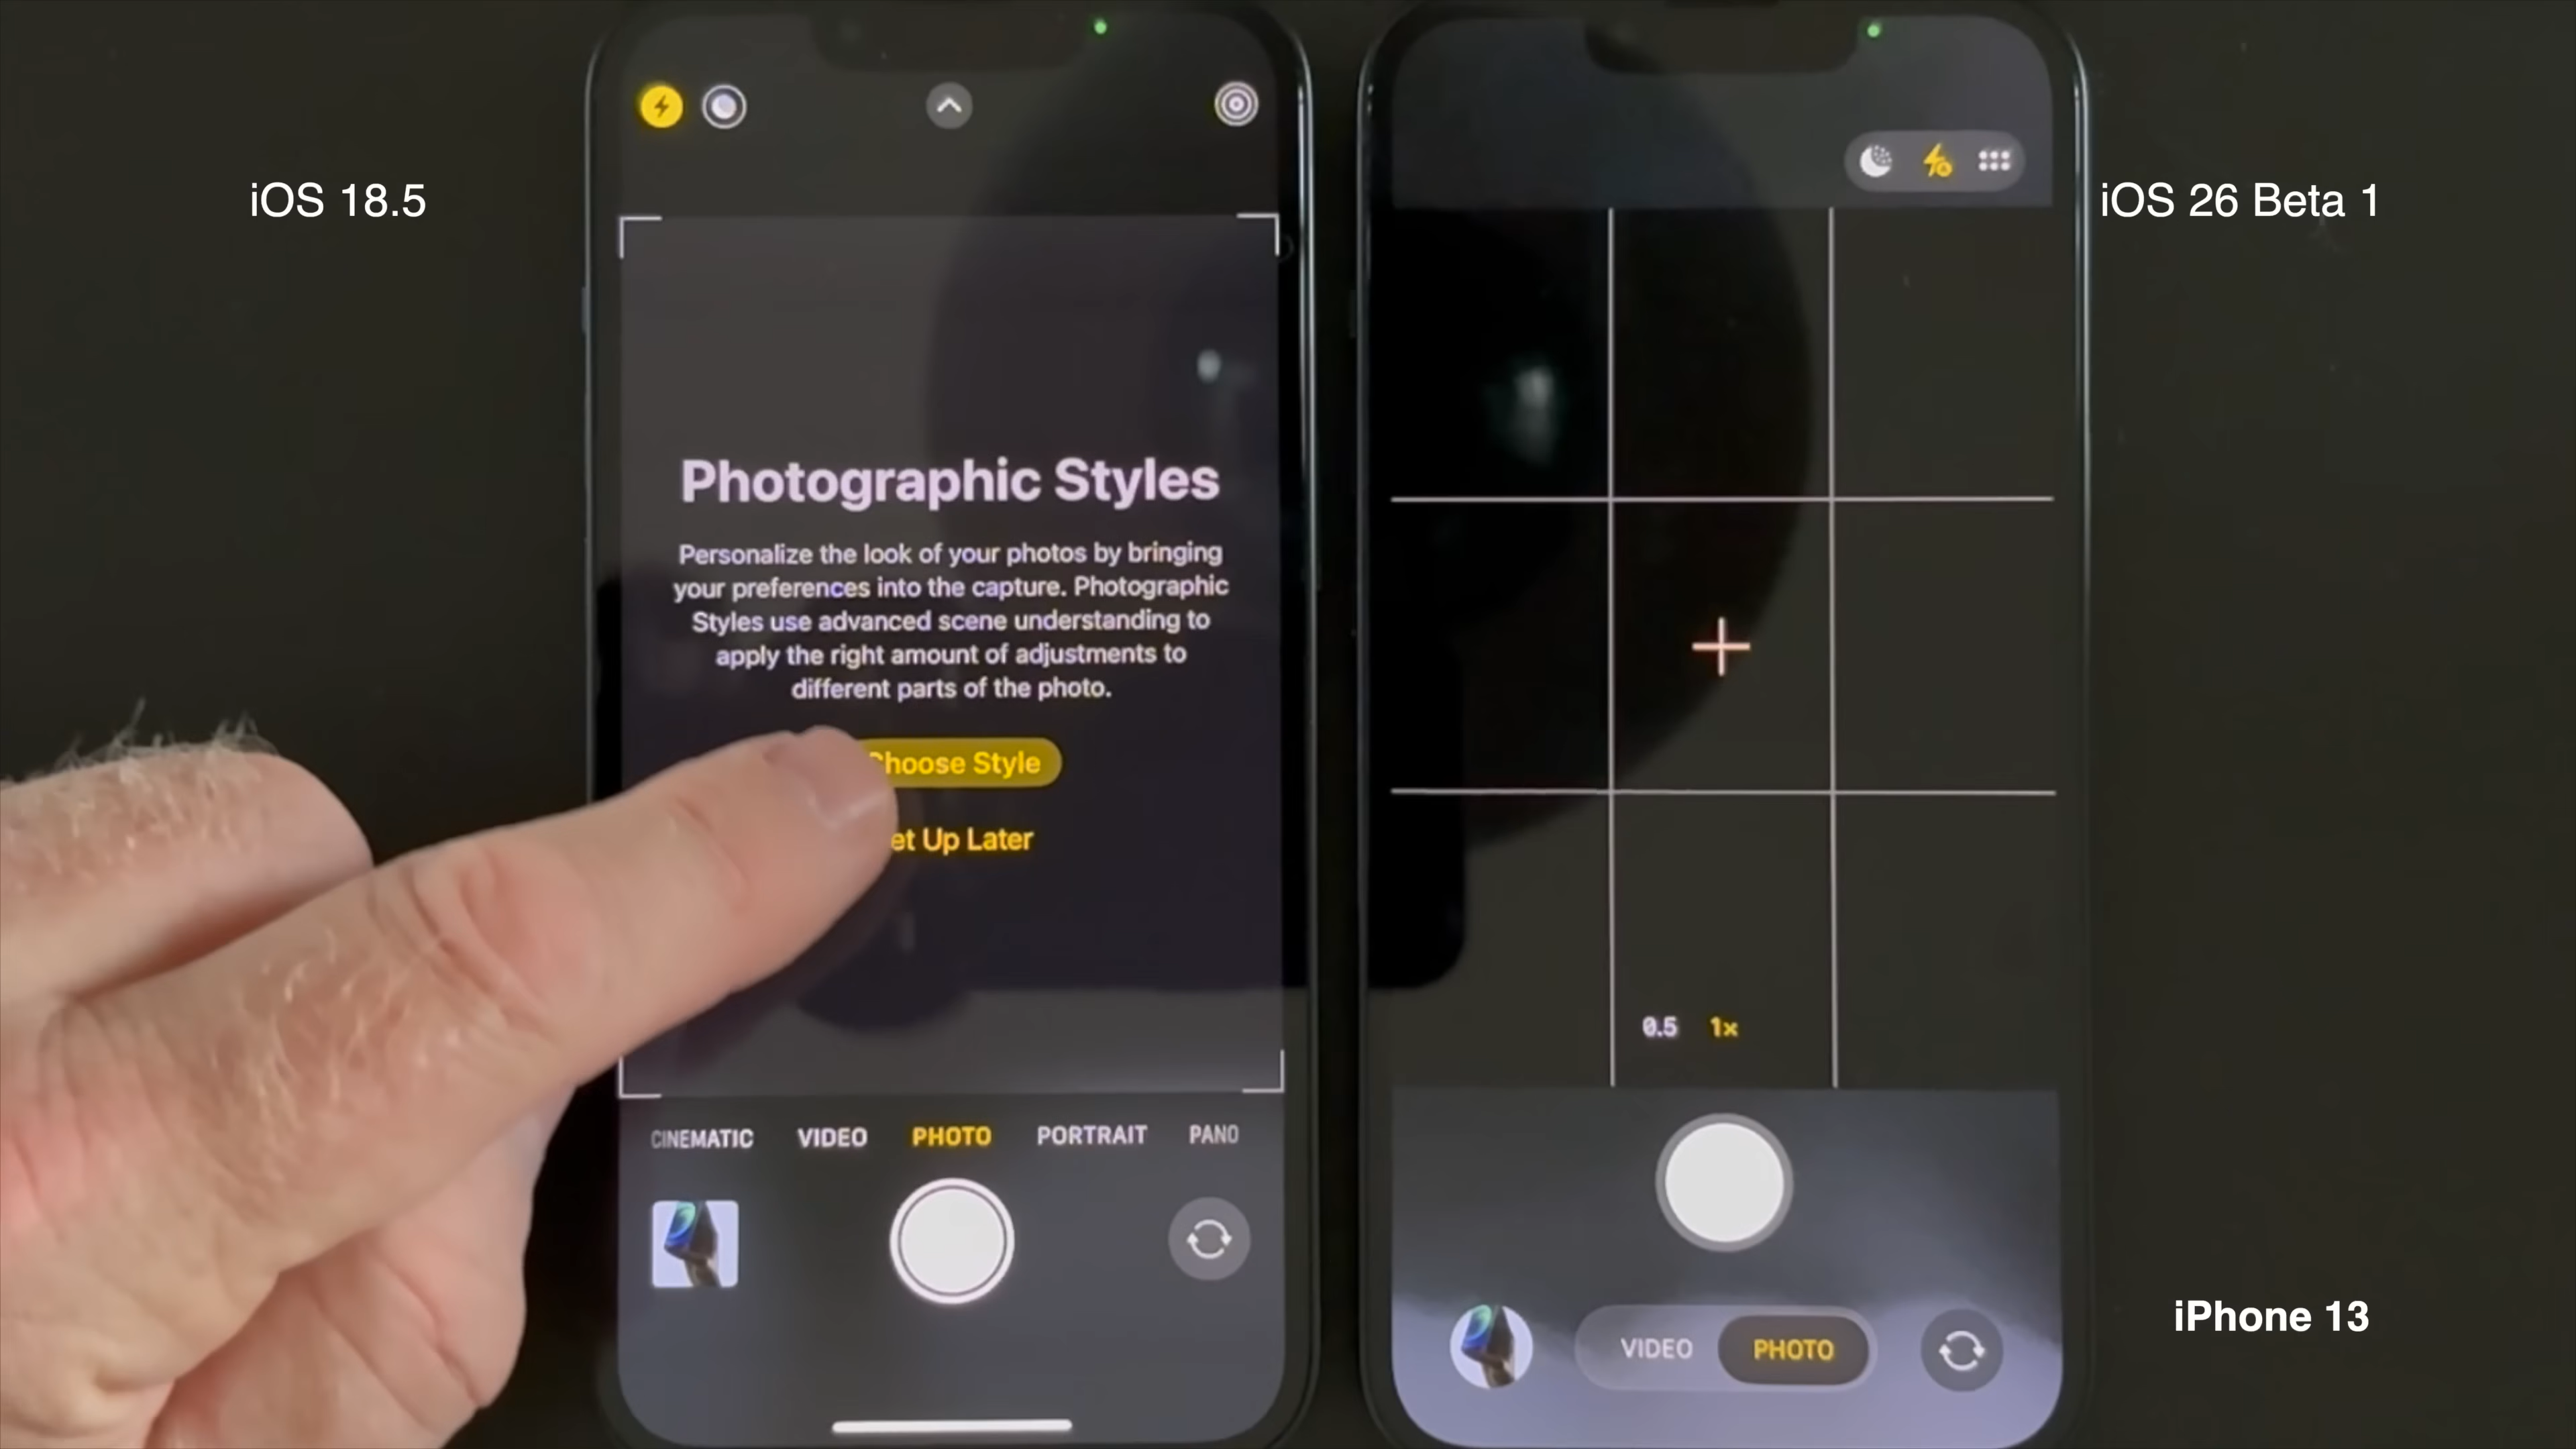 iOS 18.5
iOS 26 Beta 1
Photographic Styles
Personalize the look of your photos by bringing
your preferences into the capture. Photographic
Styles use advanced scene understanding to
apply the right amount of adjustments to
different parts of the photo.
hoose Style
et Up Later
0.5 1x
CINEMATIC VIDEO PHOTO PORTRAIT PANO
VIDEO PHOTO
iPhone 13